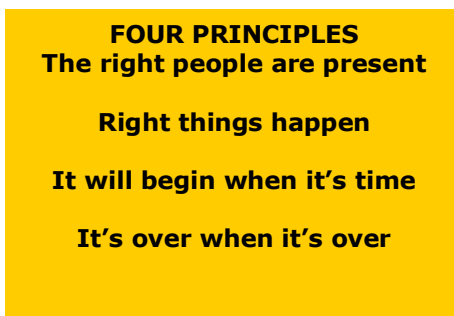 FOUR PRINCIPLES
The right people are present
Right things happen
It will begin when it’s time
It’s over when it’s over